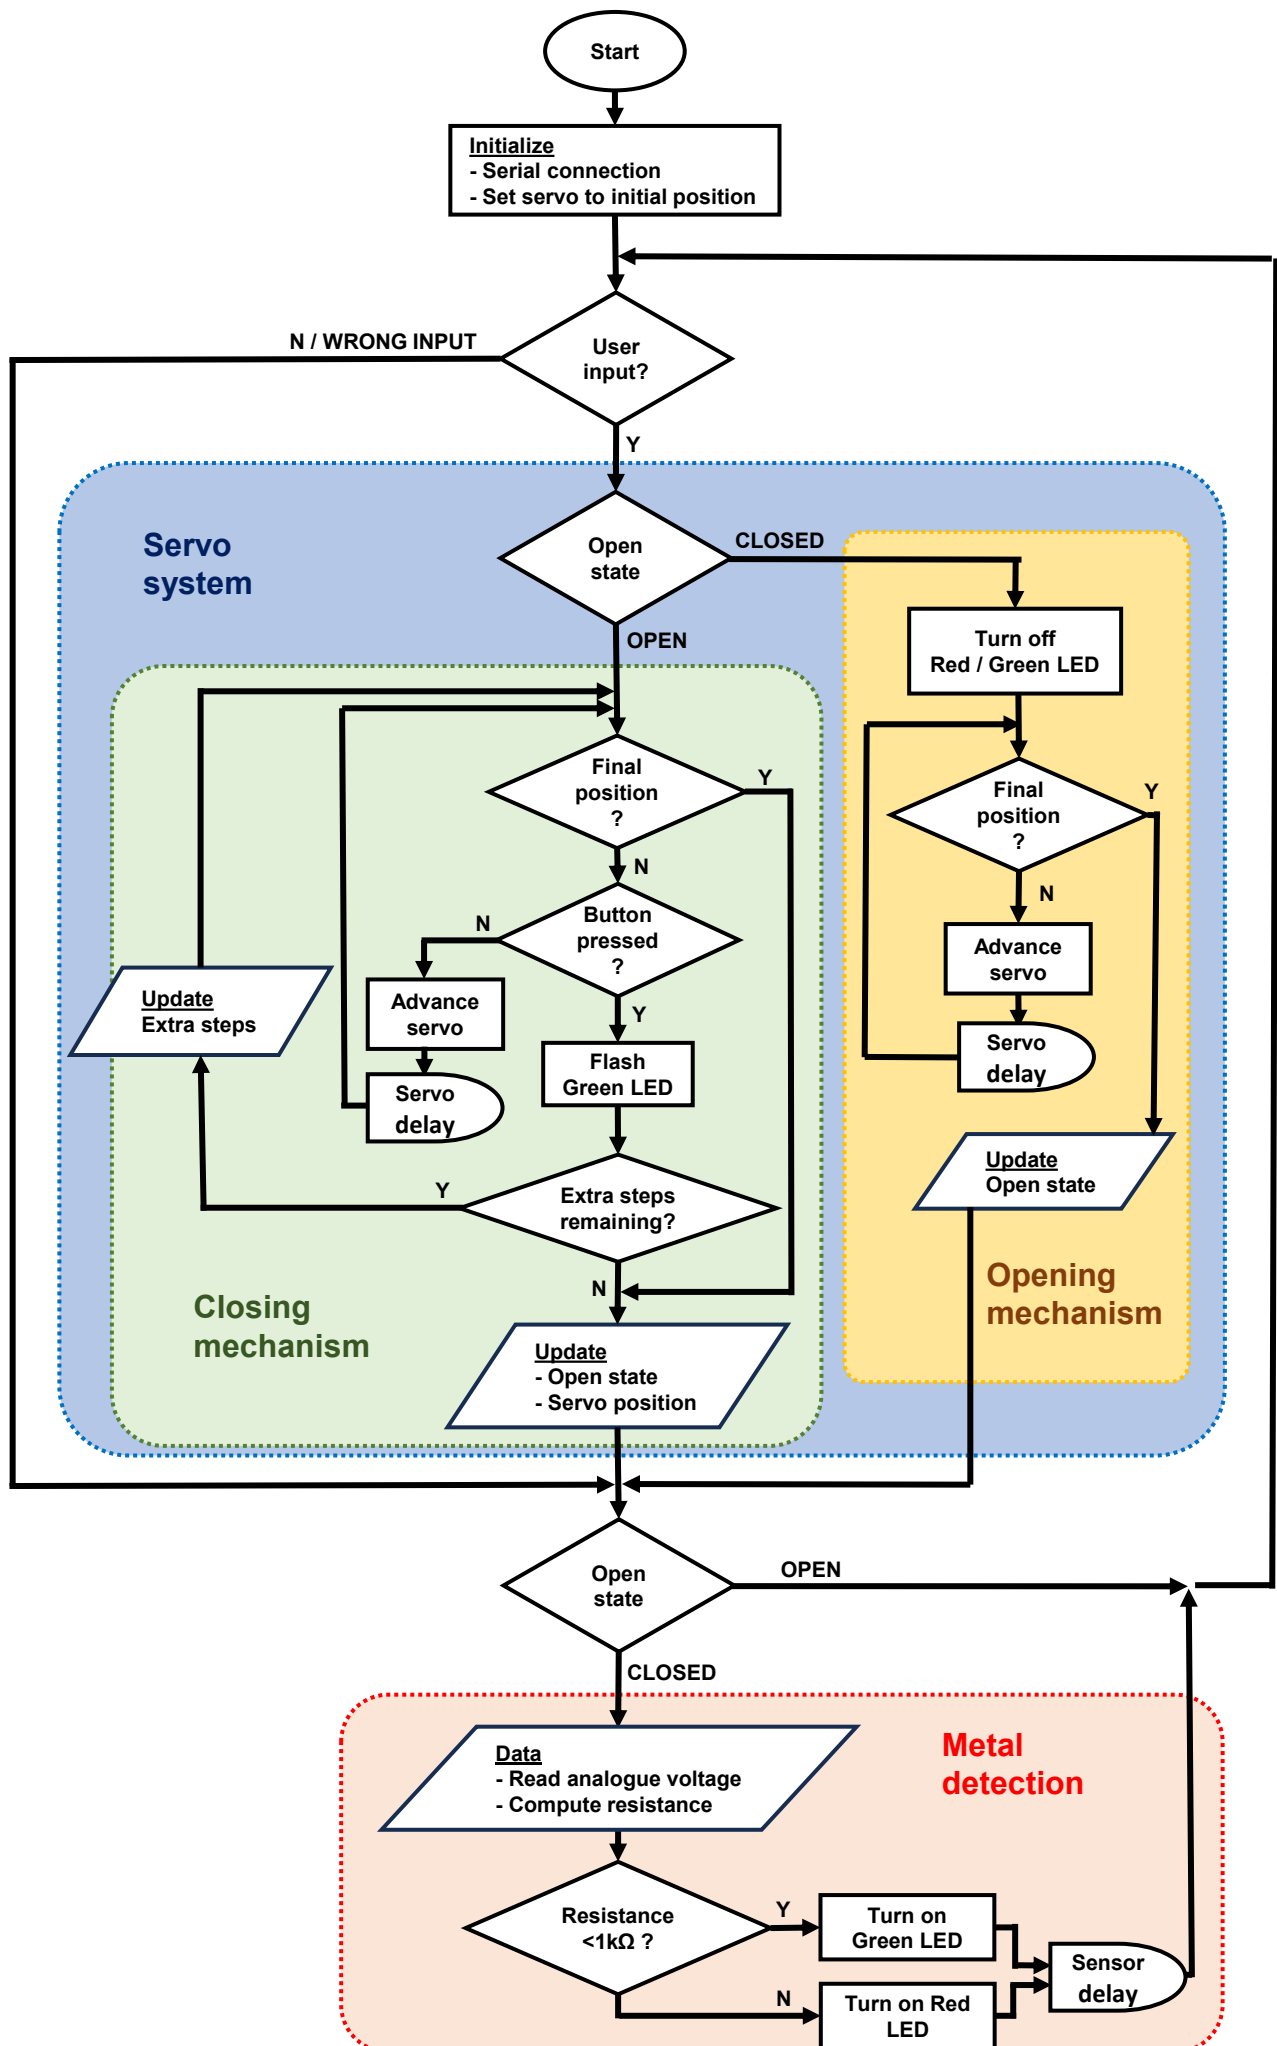 Start
Initialize
- Serial connection
- Set servo to initial position
N / WRONG INPUT
User
input?
Y
Servo
system
Open
state
CLOSED
OPEN
Turn off
Red / Green LED
Final
position
?
Y
N
Final
position
?
Y
N
Button
pressed
?
N
Y
Update
Extra steps
Advance
servo
Servo
delay
Flash
Green LED
Advance
servo
Servo
delay
Extra steps
remaining?
Y
N
Update
Open state
Opening
mechanism
Closing
mechanism
Update
- Open state
- Servo position
Open
state
OPEN
CLOSED
Metal
detection
Data
- Read analogue voltage
- Compute resistance
Resistance
<1kΩ ?
Y
Turn on
Green LED
N
Turn on Red
LED
Sensor
delay